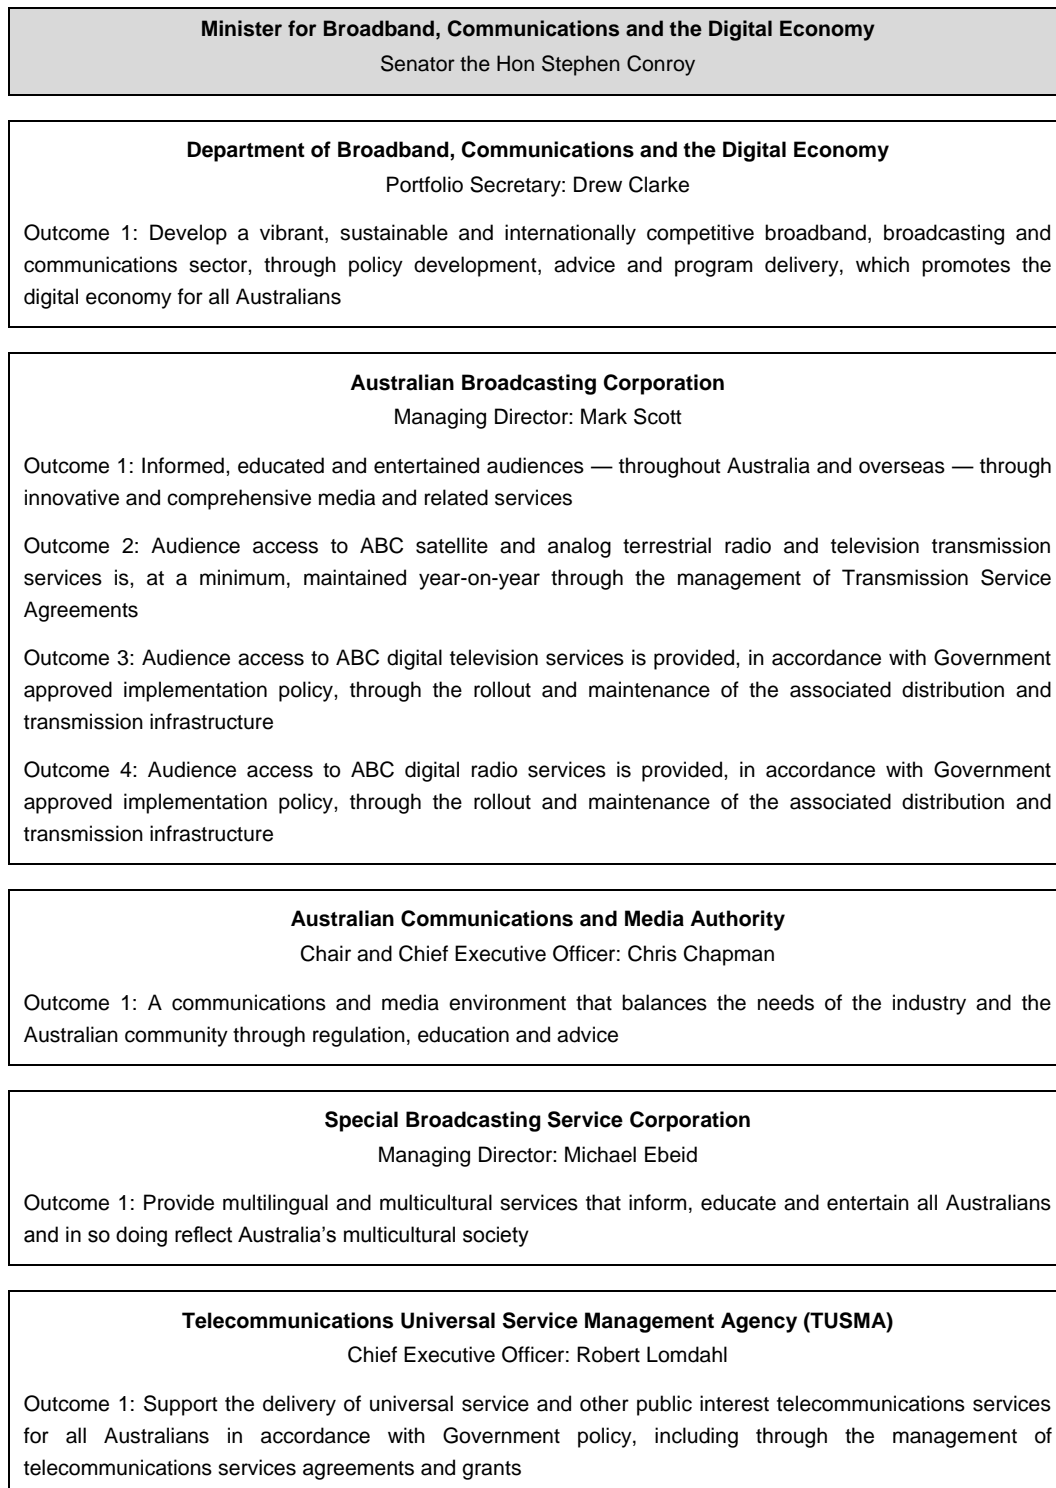 Minister for Broadband, Communications and the Digital Economy
Senator the Hon Stephen Conroy
Department of Broadband, Communications and the Digital Economy
Portfolio Secretary: Drew Clarke
Outcome 1: Develop a vibrant, sustainable and internationally competitive broadband, broadcasting and
communications sector, through policy development, advice and program delivery, which promotes the
digital economy for all Australians
Australian Broadcasting Corporation
Managing Director: Mark Scott
Outcome 1: Informed, educated and entertained audiences — throughout Australia and overseas — through
innovative and comprehensive media and related services
Outcome 2: Audience access to ABC satellite and analog terrestrial radio and television transmission
services is, at a minimum, maintained year-on-year through the management of Transmission Service
Agreements
Outcome 3: Audience access to ABC digital television services is provided, in accordance with Government
approved implementation policy, through the rollout and maintenance of the associated distribution and
transmission infrastructure
Outcome 4: Audience access to ABC digital radio services is provided, in accordance with Government
approved implementation policy, through the rollout and maintenance of the associated distribution and
transmission infrastructure
Australian Communications and Media Authority
Chair and Chief Executive Officer: Chris Chapman
Outcome 1: A communications and media environment that balances the needs of the industry and the
Australian community through regulation, education and advice
Special Broadcasting Service Corporation
Managing Director: Michael Ebeid
Outcome 1: Provide multilingual and multicultural services that inform, educate and entertain all Australians
and in so doing reflect Australia’s multicultural society
Telecommunications Universal Service Management Agency (TUSMA)
Chief Executive Officer: Robert Lomdahl
Outcome 1: Support the delivery of universal service and other public interest telecommunications services
for all Australians in accordance with Government policy, including through the management of
telecommunications services agreements and grants